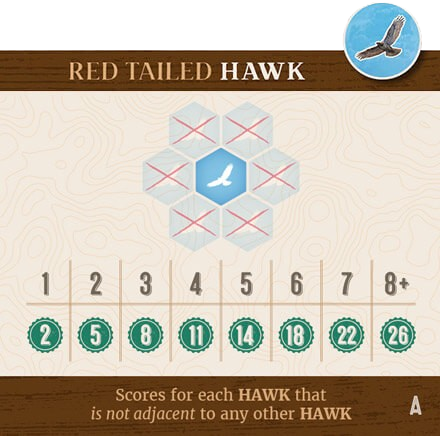 RED TAILED HAWK
1 2 3 4 5 6 7 8+
2 5 8 11 14 18 22 26
Scores for each HAWK that
is not adjacent to any other HAWK
A